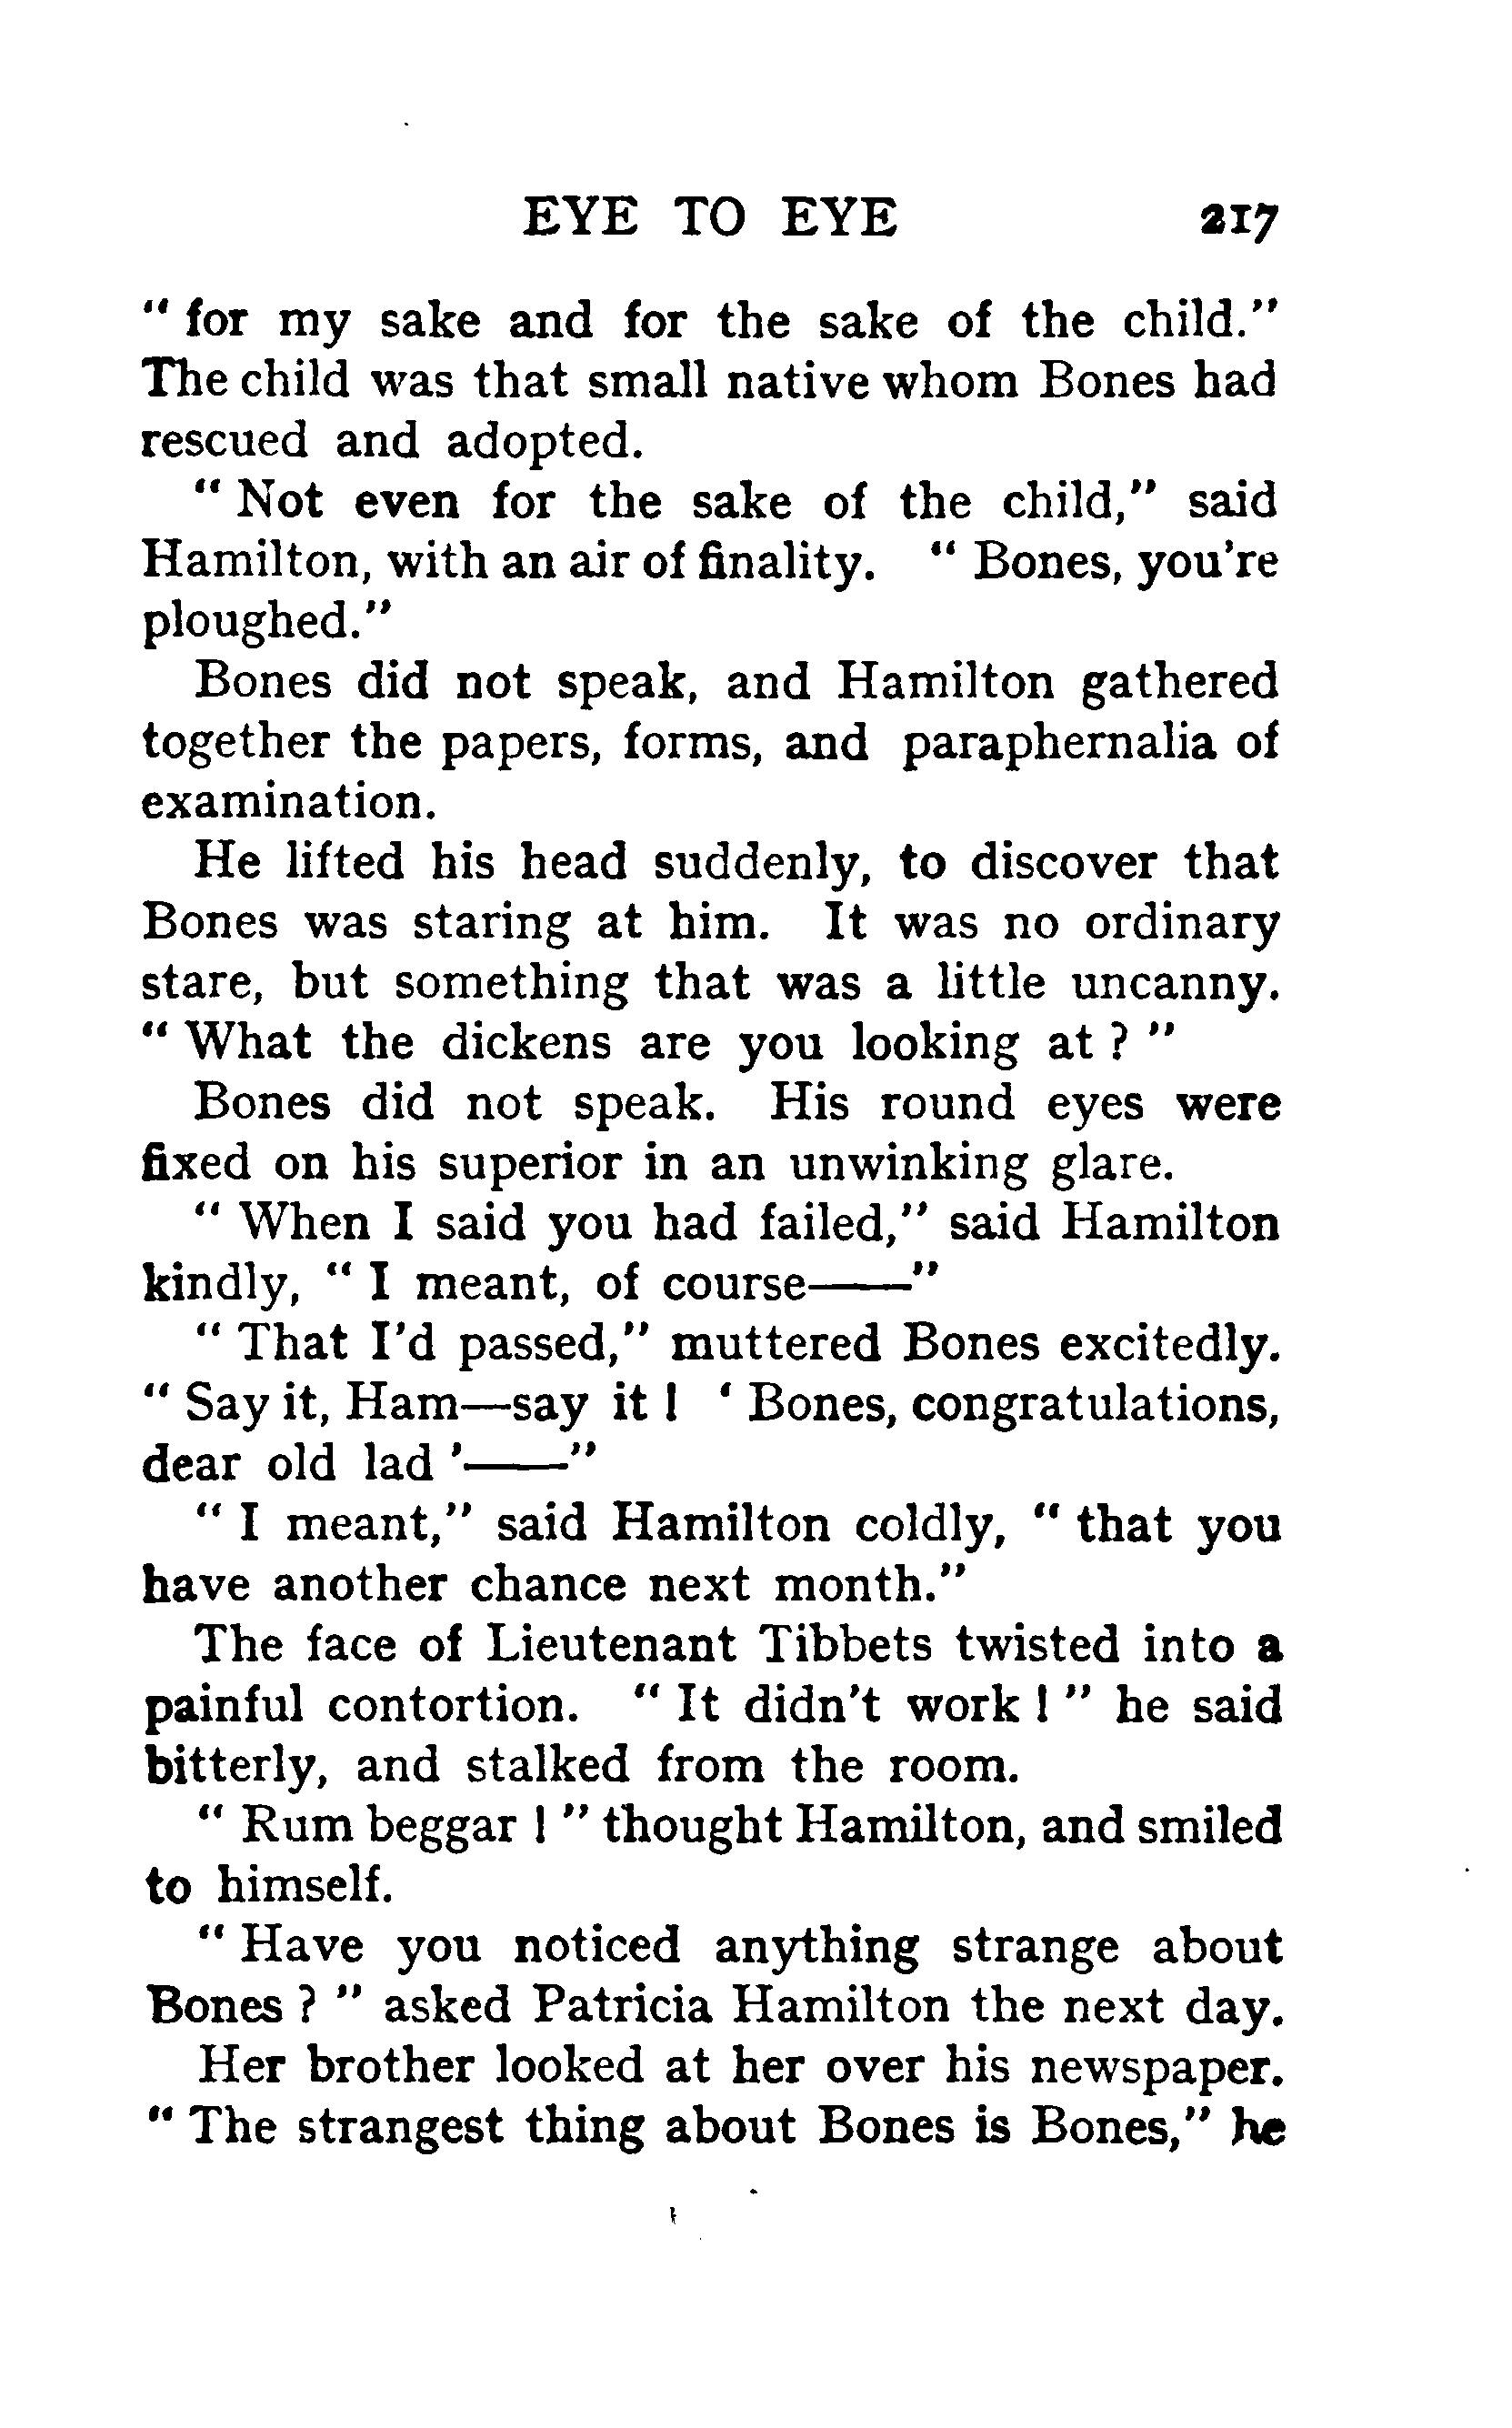 EYE TO EYE 217
" for my sake and for the sake of the child."
The child was that small native whom Bones had
rescued and adopted.
" Not even for the sake of the child," said
Hamilton, with an air of finality. " Bones, you're
ploughed."
Bones did not speak, and Hamilton gathered
together the papers, forms, and paraphernalia of
examination.
He lifted his head suddenly, to discover that
Bones was staring at him. It was no ordinary
stare, but something that was a little uncanny.
" What the dickens are you looking at ? "
Bones did not speak. His round eyes were
fixed on his superior in an unwinking glare.
" When I said you had failed," said Hamilton
kindly, " I meant, of course——"
" That I'd passed," muttered Bones excitedly.
" Say it, Ham—say it ! ' Bones, congratulations,
dear old lad '——"
" I meant," said Hamilton coldly, " that you
have another chance next month."
The face of Lieutenant Tibbets twisted into a
painful contortion. " It didn't work ! " he said
bitterly, and stalked from the room.
" Rum beggar ! " thought Hamilton, and smiled
to himself.
" Have you noticed anything strange about
Bones ? " asked Patricia Hamilton the next day.
Her brother looked at her over his newspaper.
" The strangest thing about Bones is Bones," he